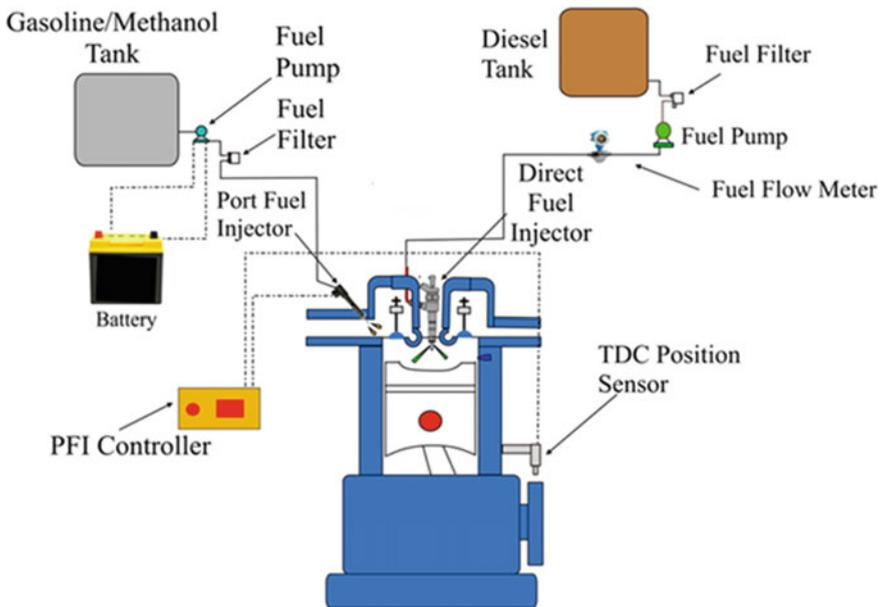 Gasoline/Methanol
Tank
Fuel
Pump
Fuel
Filter
Diesel
Tank
Fuel Filter
Fuel Pump
Fuel Flow Meter
Port Fuel
Injector
Direct
Fuel
Injector
Battery
TDC Position
Sensor
PFI Controller